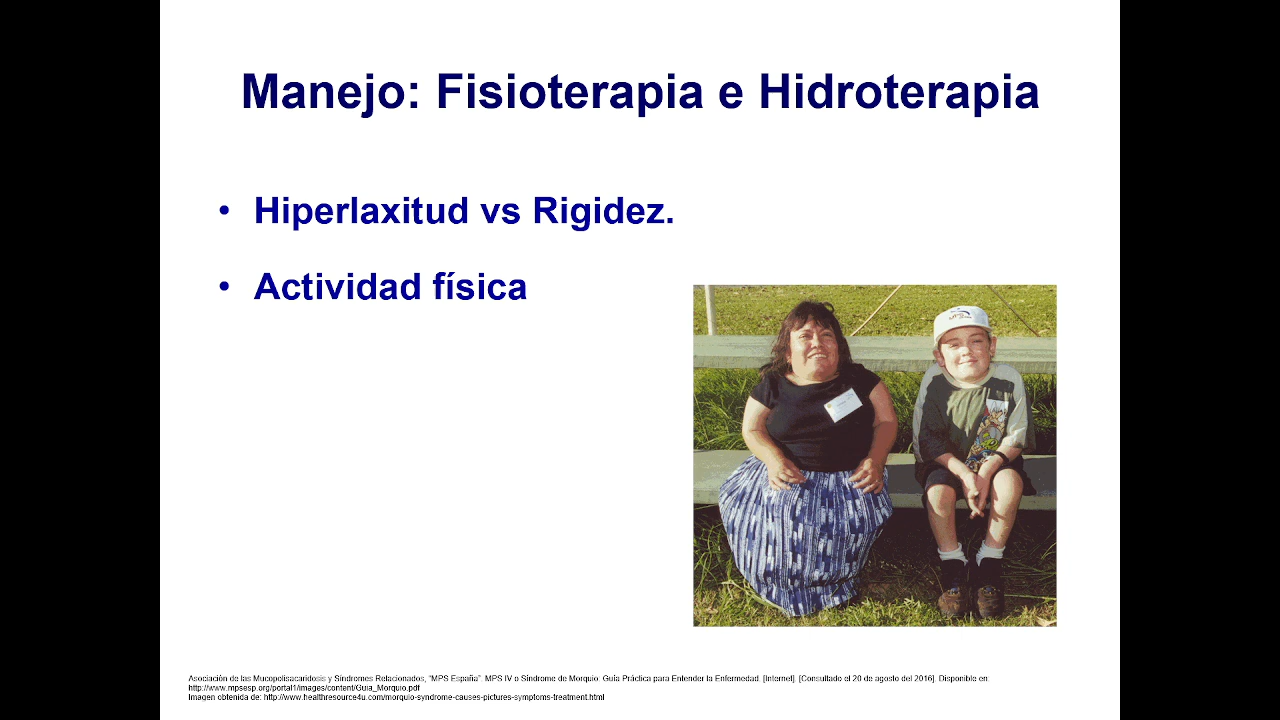 Manejo: Fisioterapia e Hidroterapia
• Hiperlaxitud vs Rigidez.
• Actividad física
Asociación de las Mucopolisacaridosis y Síndromes Relacionados, “MPS España”. MPS IV o Síndrome de Morquio: Guía Práctica para Entender la Enfermedad. [Internet]. [Consultado el 20 de agosto del 2016]. Disponible en:
http://www.mpsesp.org/portal1/images/content/Guia_Morquio.pdf
Imagen obtenida de: http://www.healthresource4u.com/morquio-syndrome-causes-pictures-symptoms-treatment.html